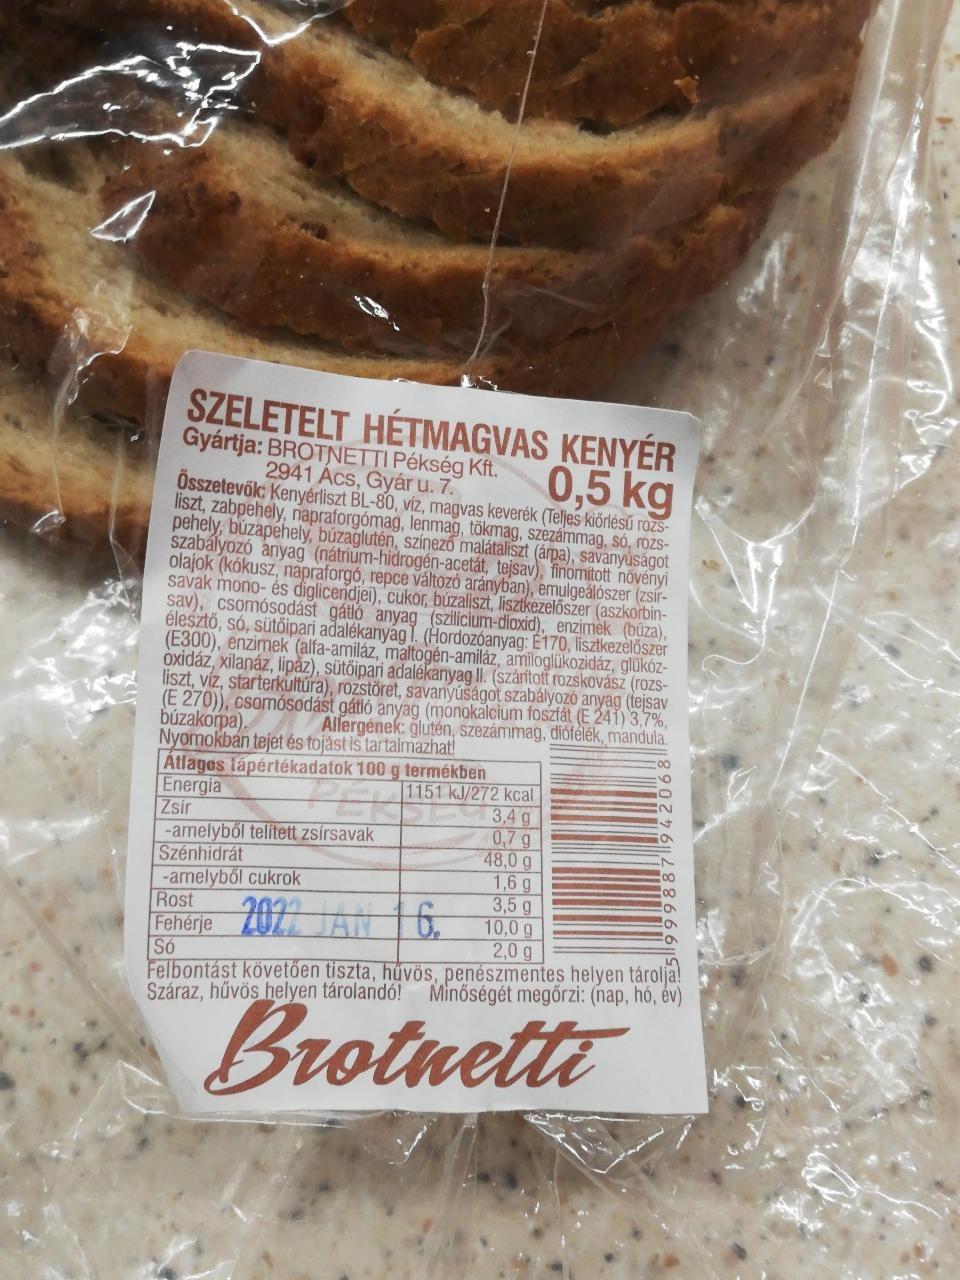 SZELETELT HÉTMAGVAS KENYÉR
Gyártja: BROTNETTI Pékség Kft.
2941 Ács, Gyár u. 7.
0,5 kg
Összetevők: Kenyérliszt BL-80, víz, magvas keverék (Teljes kiőrlésű rozs-
liszt, zabpehely, napraforgómag, lenmag, tökmag, szezámmag, só, rozs-
pehely, búzapehely, búzaglutén, színező malátaliszt (árpa), savanyúságot
szabályozó anyag (nátrium-hidrogén-acetát, tejsav), finomított növényi
olajok (kókusz, napraforgó, repce változó arányban), emulgeálószer (zsír-
savak mono- és digliceridjei), cukor, búzaliszt, lisztkezelőszer (aszkorbin-
sav), csomósodást gátló anyag (szilícium-dioxid), enzimek (búza),
élesztő, só, sütőipari adalékanyag I. (Hordozóanyag: E170, lisztkezelőszer
(E300), enzimek (alfa-amiláz, maltogén-amiláz, amiloglükozidáz, glükóz-
oxidáz, xilanáz, lipáz), sütőipari adalékanyag II. (szárított rozskovász (rozs-
liszt, víz, starterkultúra), rozstöret, savanyúságot szabályozó anyag (tejsav
(E 270)), csomósodást gátló anyag (monokalcium foszfát (E 241) 3,7%,
búzakorpa).
Allergének: glutén, szezámmag, diófélék, mandula.
Nyomokban tejet és tojást is tartalmazhat!
Átlagos tápértékadatok 100 g termékben
Energia 1151 kJ/272 kcal
Zsír 3,4 g
-amelyből telített zsírsavak 0,7 g
Szénhidrát 48,0 g
-amelyből cukrok 1,6 g
Rost 3,5 g
Fehérje 10,0 g
Só 2,0 g
2022 JAN 16.
PÉKSÉG
5999887942068
Felbontást követően tiszta, hűvös, penészmentes helyen tárolja!
Száraz, hűvös helyen tárolandó! Minőségét megőrzi: (nap, hó, év)
Brotnetti